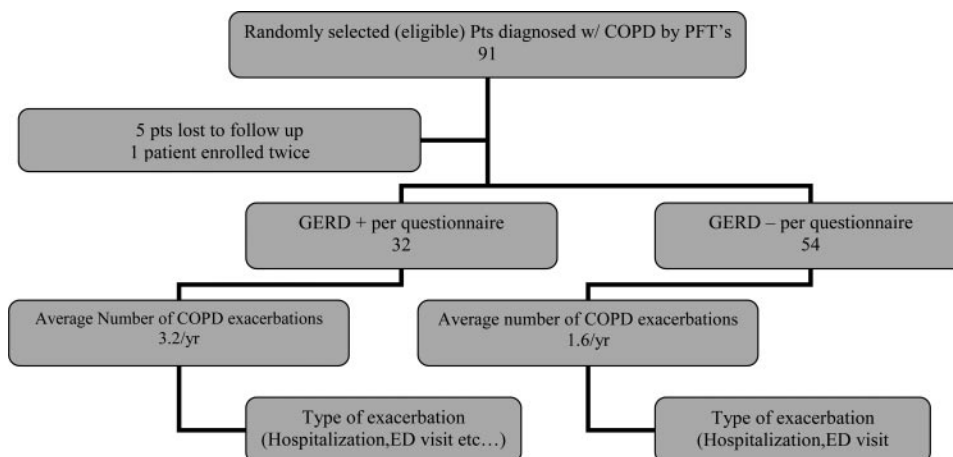 Randomly selected (eligible) Pts diagnosed w/ COPD by PFT's
91
5 pts lost to follow up
1 patient enrolled twice
GERD + per questionnaire
32
GERD – per questionnaire
54
Average Number of COPD exacerbations
3.2/yr
Average number of COPD exacerbations
1.6/yr
Type of exacerbation
(Hospitalization,ED visit etc…)
Type of exacerbation
(Hospitalization,ED visit